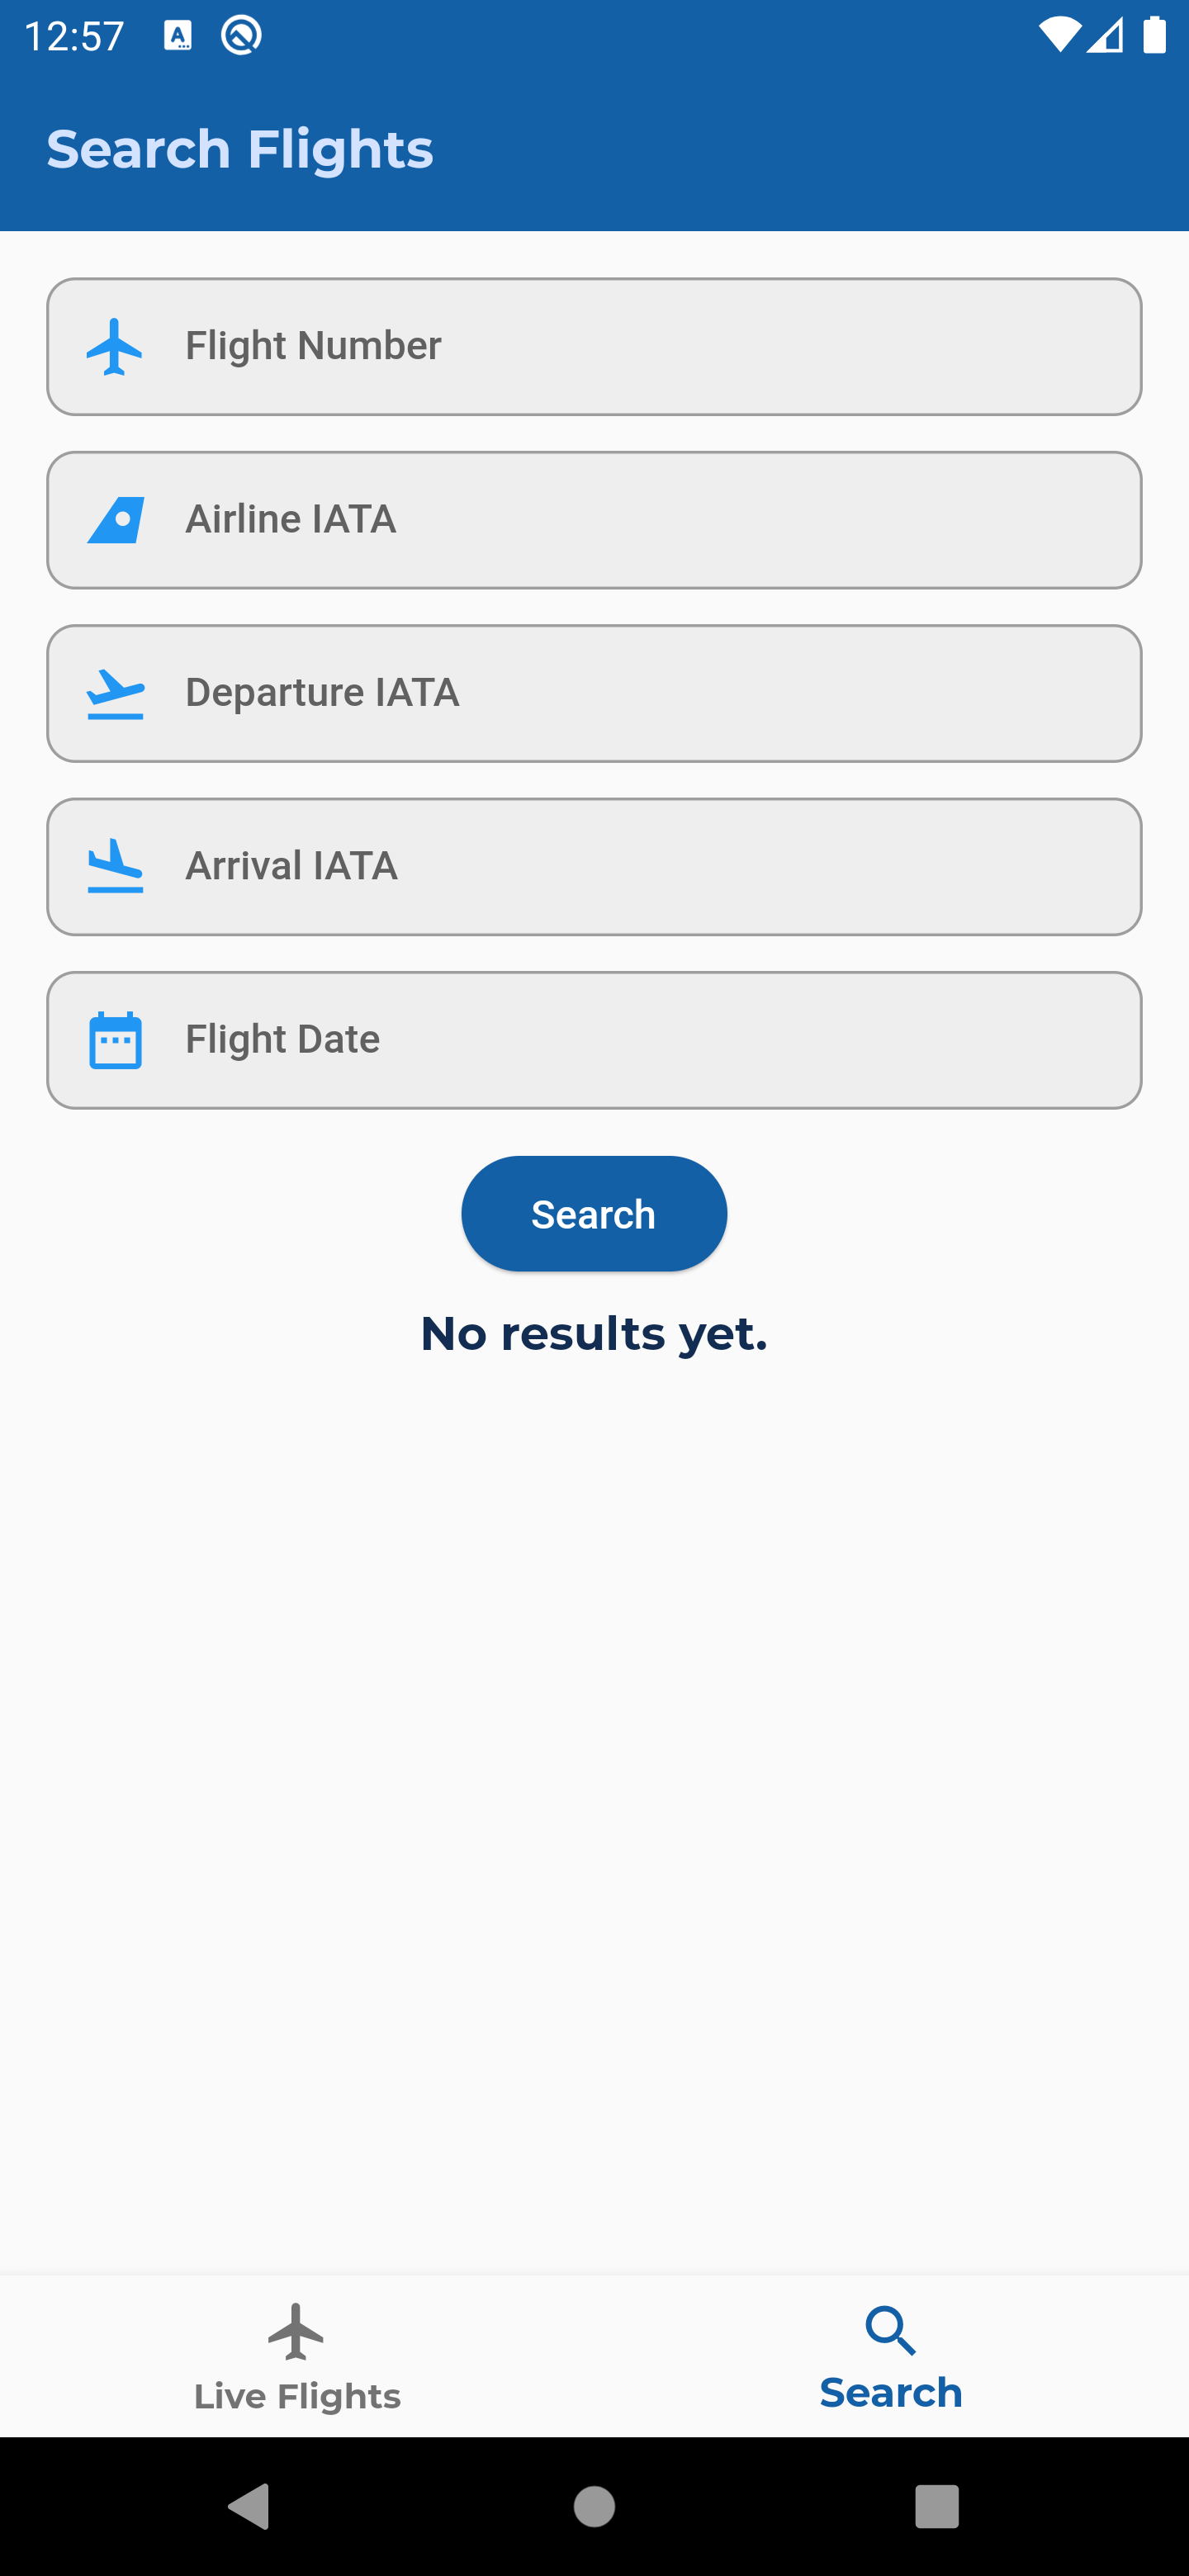 12:57
Search Flights
Flight Number
Airline IATA
Departure IATA
Arrival IATA
Flight Date
Search
No results yet.
Live Flights
Search